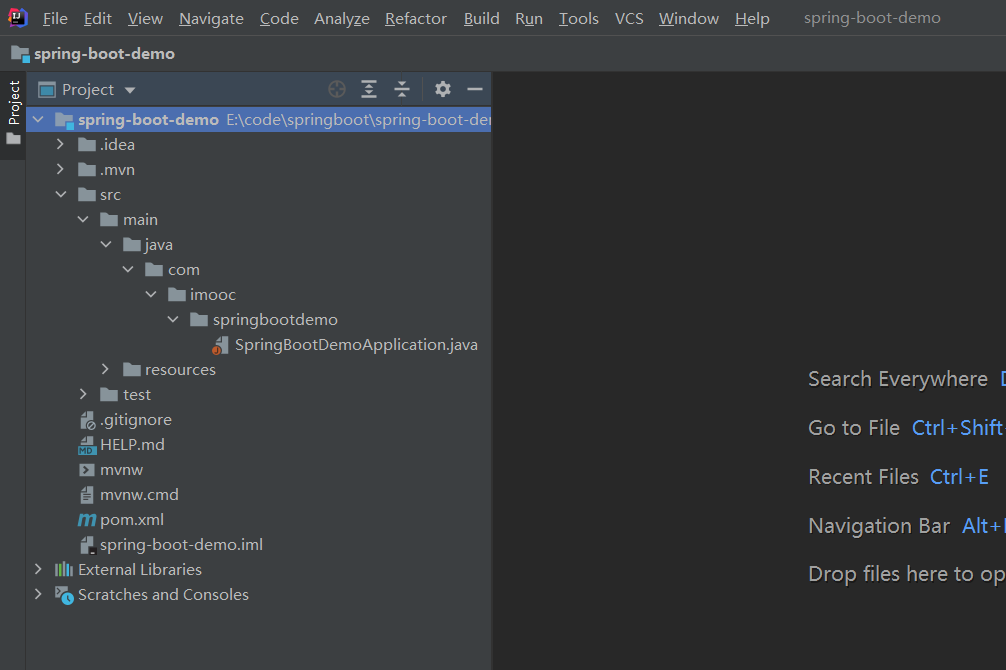 File Edit View Navigate Code Analyze Refactor Build Run Tools VCS Window Help spring-boot-demo
spring-boot-demo
Project
Project
spring-boot-demo E:\code\springboot\spring-boot-der
.idea
.mvn
src
main
java
com
imooc
springbootdemo
SpringBootDemoApplication.java
resources
test
.gitignore
HELP.md
mvnw
mvnw.cmd
pom.xml
spring-boot-demo.iml
External Libraries
Scratches and Consoles
Search Everywhere
Go to File Ctrl+Shift
Recent Files Ctrl+E
Navigation Bar Alt+
Drop files here to op